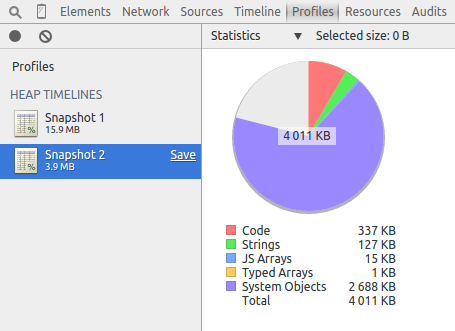 Elements Network Sources Timeline Profiles Resources Audits
Statistics ▼ Selected size: 0 B
Profiles
HEAP TIMELINES
Snapshot 1
15.9 MB
Snapshot 2 Save
3.9 MB
4 011 KB
Code 337 KB
Strings 127 KB
JS Arrays 15 KB
Typed Arrays 1 KB
System Objects 2 688 KB
Total 4 011 KB